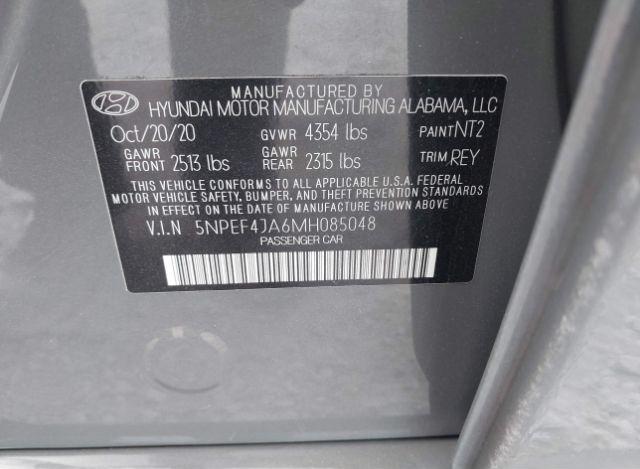 MANUFACTURED BY
HYUNDAI MOTOR MANUFACTURING ALABAMA, LLC
Oct/20/20 GVWR 4354 lbs PAINT NT2
GAWR FRONT 2513 lbs GAWR REAR 2315 lbs TRIM REY
THIS VEHICLE CONFORMS TO ALL APPLICABLE U.S.A. FEDERAL
MOTOR VEHICLE SAFETY, BUMPER, AND THEFT PREVENTION STANDARDS
IN EFFECT ON THE DATE OF MANUFACTURE SHOWN ABOVE
V.I.N 5NPEF4JA6MH085048
PASSENGER CAR